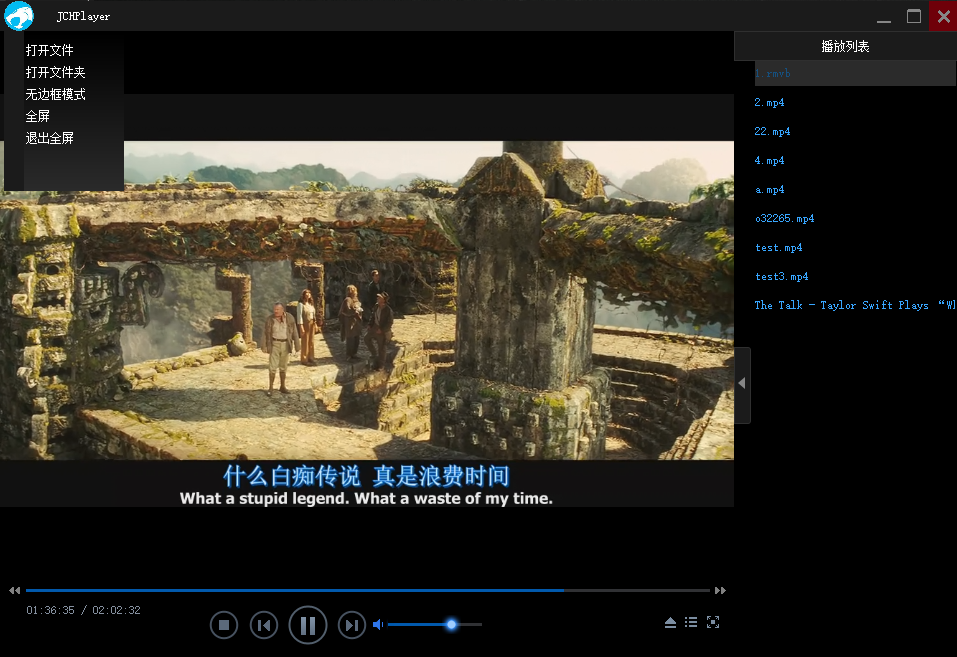 JCHPlayer
打开文件
打开文件夹
无边框模式
全屏
退出全屏
播放列表
1.rmvb
2.mp4
22.mp4
4.mp4
a.mp4
o32265.mp4
test.mp4
test3.mp4
The Talk - Taylor Swift Plays “Wh
什么白痴传说 真是浪费时间
What a stupid legend. What a waste of my time.
01:36:35 / 02:02:32